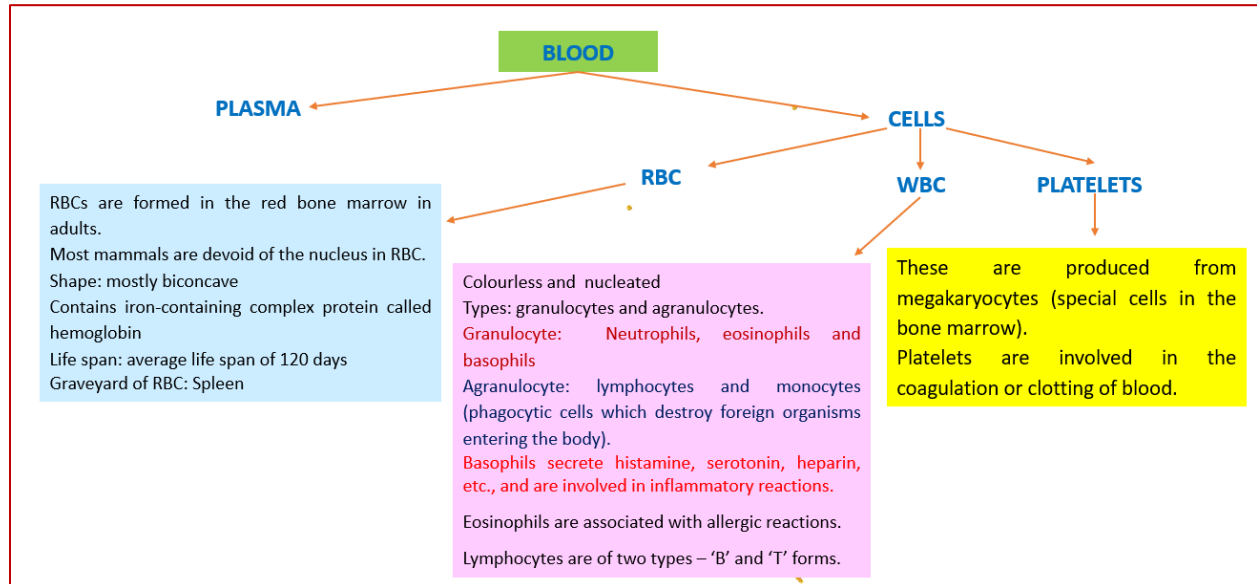 BLOOD
PLASMA
CELLS
RBC
WBC
PLATELETS
RBCs are formed in the red bone marrow in
adults.
Most mammals are devoid of the nucleus in RBC.
Shape: mostly biconcave
Contains iron-containing complex protein called
hemoglobin
Life span: average life span of 120 days
Graveyard of RBC: Spleen
Colourless and nucleated
Types: granulocytes and agranulocytes.
Granulocyte: Neutrophils, eosinophils and
basophils
Agranulocyte: lymphocytes and monocytes
(phagocytic cells which destroy foreign organisms
entering the body).
Basophils secrete histamine, serotonin, heparin,
etc., and are involved in inflammatory reactions.
Eosinophils are associated with allergic reactions.
Lymphocytes are of two types – ‘B’ and ‘T’ forms.
These are produced from
megakaryocytes (special cells in the
bone marrow).
Platelets are involved in the
coagulation or clotting of blood.